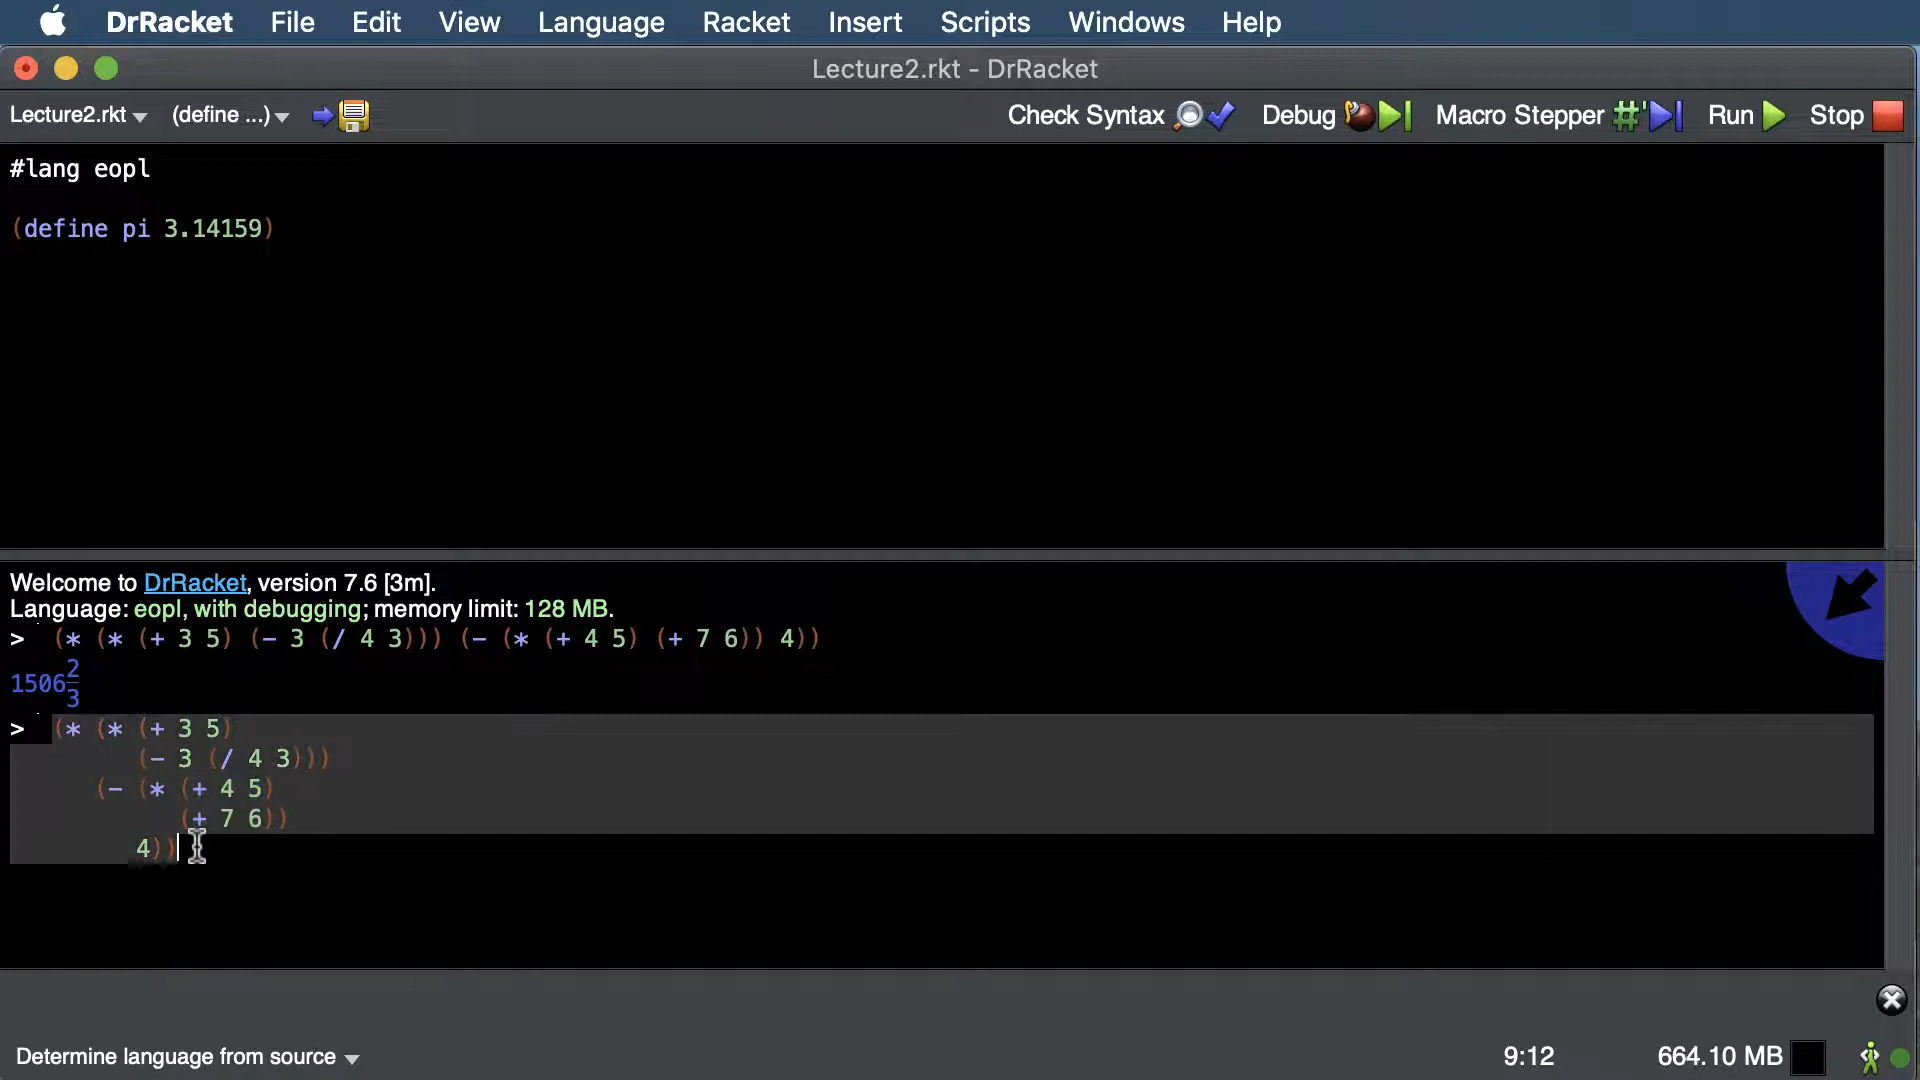 DrRacket File Edit View Language Racket Insert Scripts Windows Help
Lecture2.rkt - DrRacket
Lecture2.rkt (define ...) Check Syntax Debug Macro Stepper #' Run Stop
#lang eopl
(define pi 3.14159)
Welcome to DrRacket, version 7.6 [3m].
Language: eopl, with debugging; memory limit: 128 MB.
> (* (* (+ 3 5) (- 3 (/ 4 3))) (- (* (+ 4 5) (+ 7 6)) 4))
1506 2/3
> (* (* (+ 3 5)
(- 3 (/ 4 3)))
(- (* (+ 4 5)
(+ 7 6))
4))
Determine language from source 9:12 664.10 MB